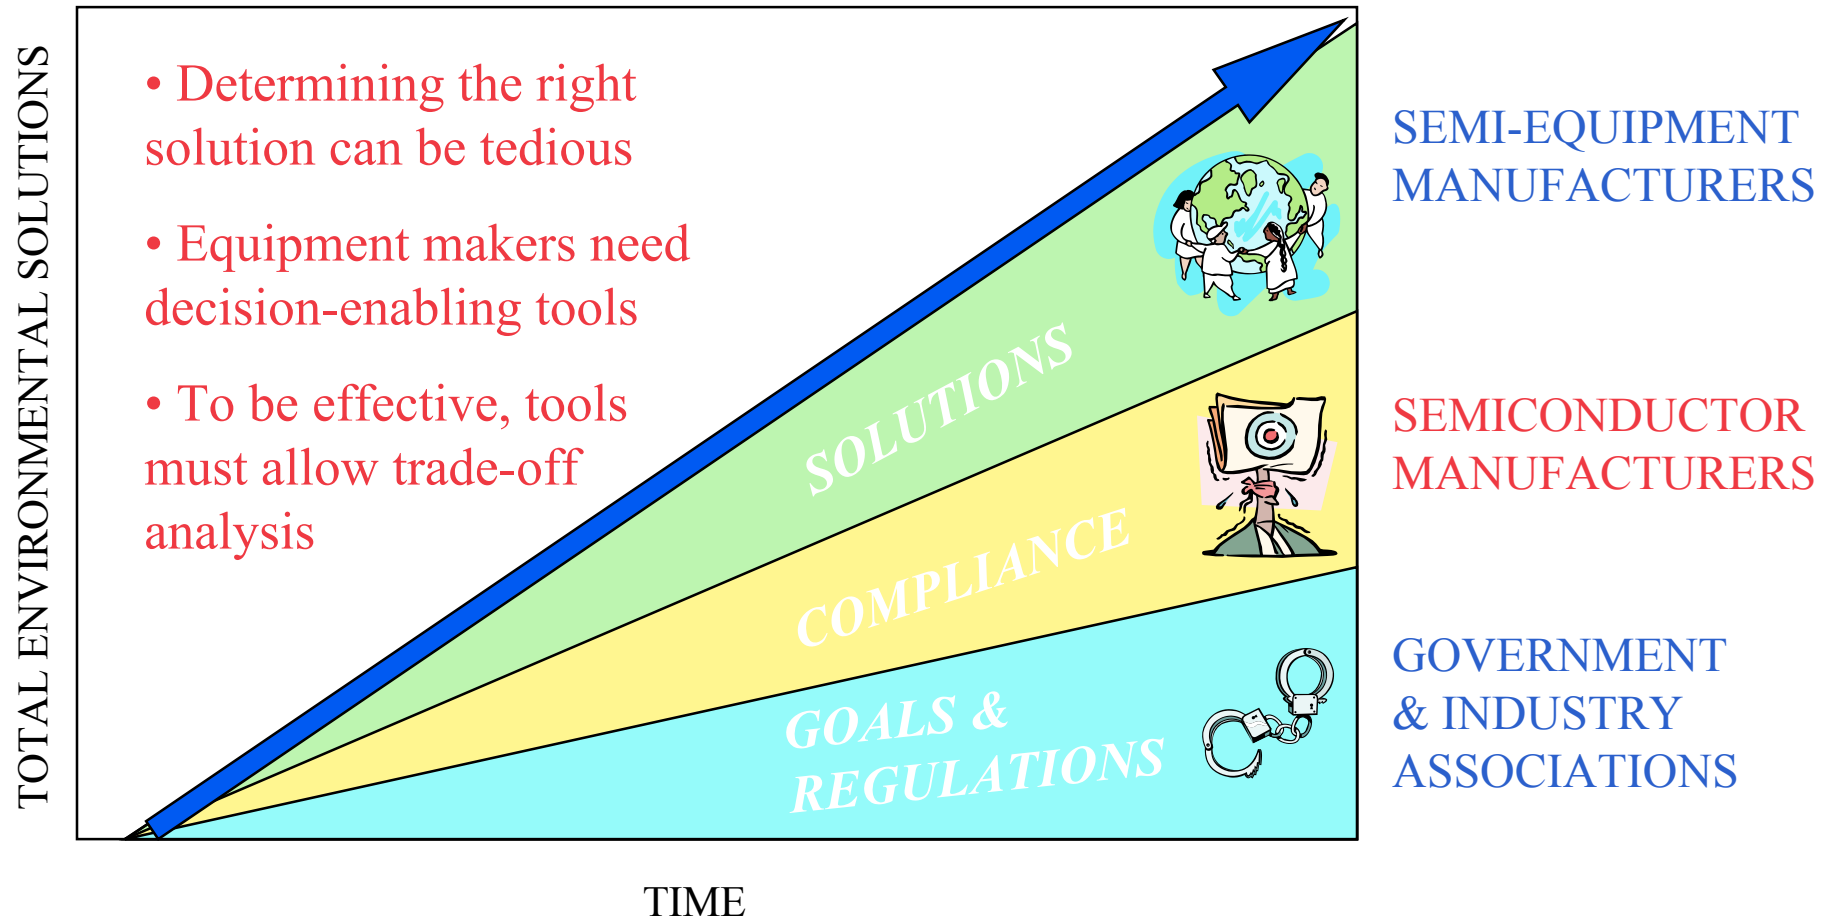 TOTAL ENVIRONMENTAL SOLUTIONS
• Determining the right
solution can be tedious
• Equipment makers need
decision-enabling tools
• To be effective, tools
must allow trade-off
analysis
SOLUTIONS
COMPLIANCE
GOALS &
REGULATIONS
SEMI-EQUIPMENT
MANUFACTURERS
SEMICONDUCTOR
MANUFACTURERS
GOVERNMENT
& INDUSTRY
ASSOCIATIONS
TIME